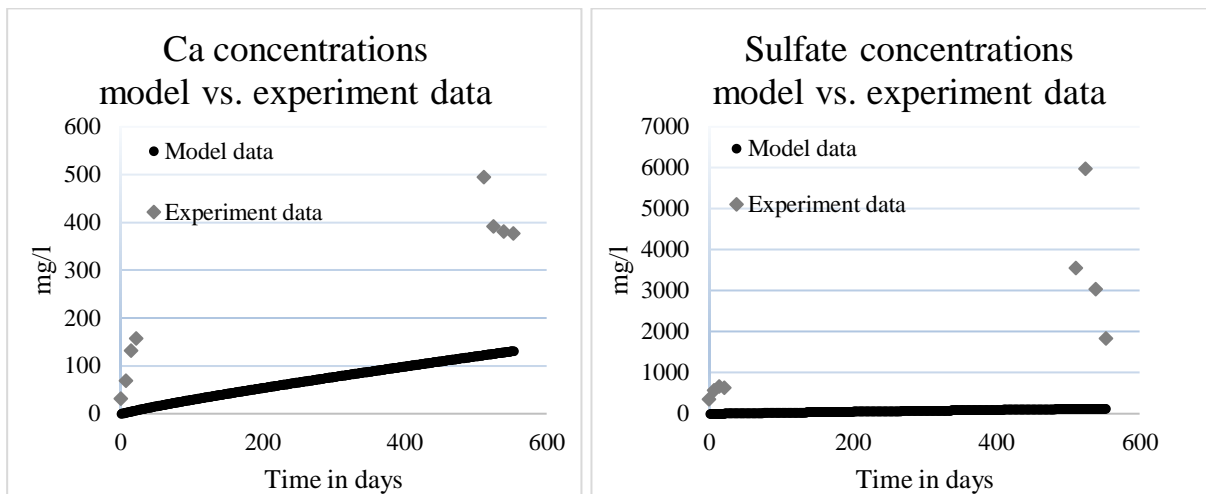 Ca concentrations
model vs. experiment data
600
500
400
300
200
100
0
mg/l
Model data
Experiment data
0
200
400
600
Time in days
Sulfate concentrations
model vs. experiment data
7000
6000
5000
4000
3000
2000
1000
0
mg/l
Model data
Experiment data
0
200
400
600
Time in days